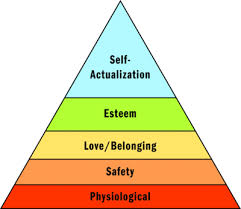 Self-
Actualization
Esteem
Love/Belonging
Safety
Physiological